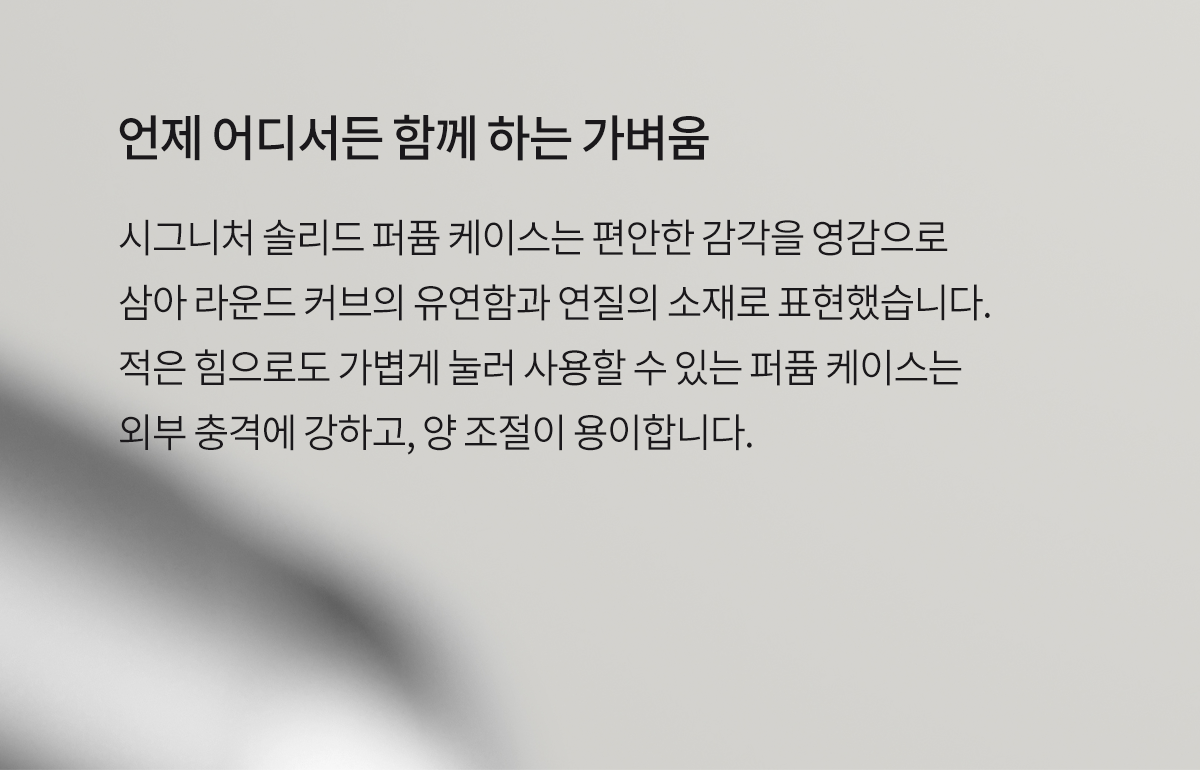 언제 어디서든 함께 하는 가벼움
시그니처 솔리드 퍼퓸 케이스는 편안한 감각을 영감으로
삼아 라운드 커브의 유연함과 연질의 소재로 표현했습니다.
적은 힘으로도 가볍게 눌러 사용할 수 있는 퍼퓸 케이스는
외부 충격에 강하고, 양 조절이 용이합니다.